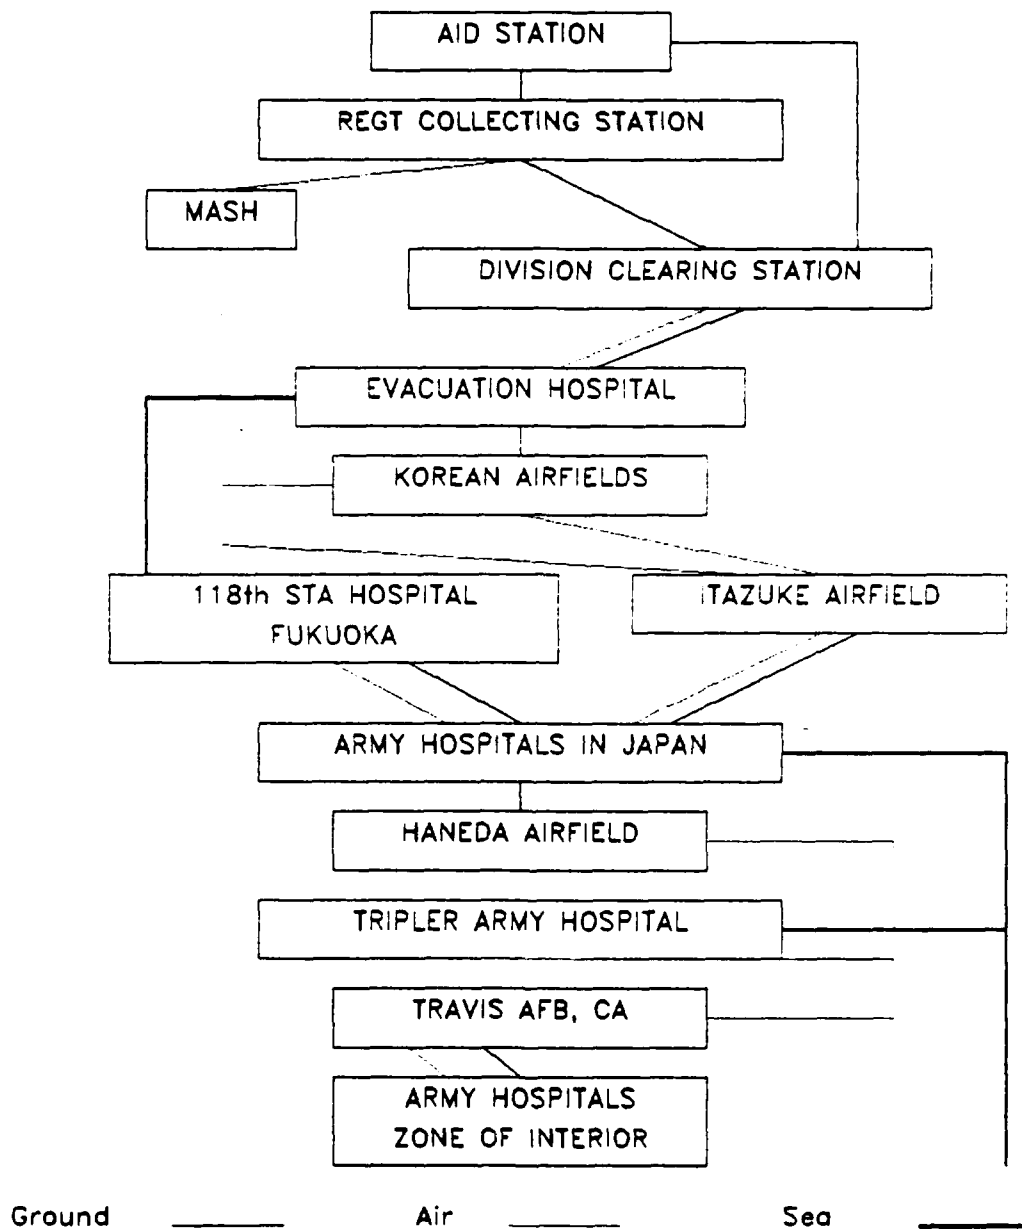 AID STATION
REGT COLLECTING STATION
MASH
DIVISION CLEARING STATION
EVACUATION HOSPITAL
KOREAN AIRFIELDS
118th STA HOSPITAL
FUKUOKA
ITAZUKE AIRFIELD
ARMY HOSPITALS IN JAPAN
HANEDA AIRFIELD
TRIPLER ARMY HOSPITAL
TRAVIS AFB, CA
ARMY HOSPITALS
ZONE OF INTERIOR
Ground Air Sea